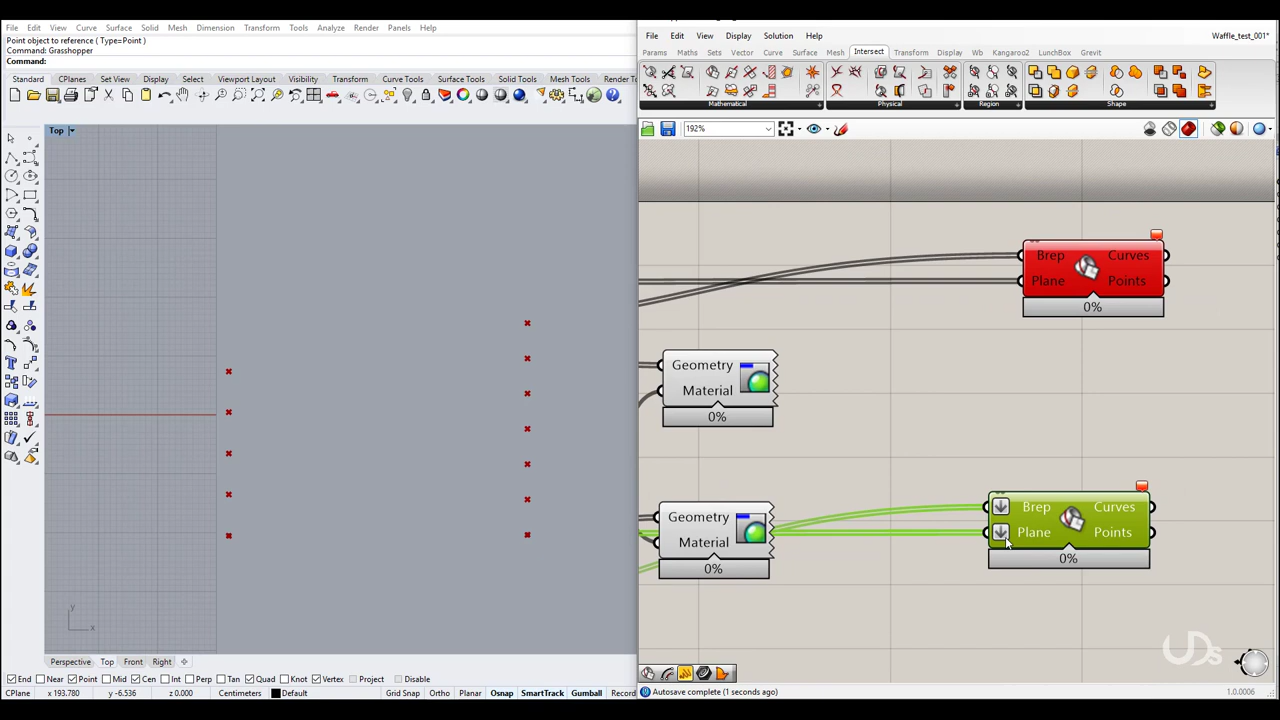 File Edit View Curve Surface Solid Mesh Dimension Transform Tools Analyze Render Panels Help
Point object to reference ( Type=Point )
Command: Grasshopper
Command:
Standard CPlanes Set View Display Select Viewport Layout Visibility Transform Curve Tools Surface Tools Solid Tools Mesh Tools Render To
Top
y
x
Perspective Top Front Right
End Near Point Mid Cen Int Perp Tan Quad Knot Vertex Project Disable
CPlane x 193.780 y -6.536 z 0.000 Centimeters Default Grid Snap Ortho Planar Osnap SmartTrack Gumball Record
File Edit View Display Solution Help
Waffle_test_001*
Params Maths Sets Vector Curve Surface Mesh Intersect Transform Display Wb Kangaroo2 LunchBox Grevit
Mathematical Physical Region Shape
192%
Brep Curves
Plane Points
0%
Geometry
Material
0%
Geometry
Material
0%
Brep Curves
Plane Points
0%
UDs
Autosave complete (1 seconds ago)
1.0.0006